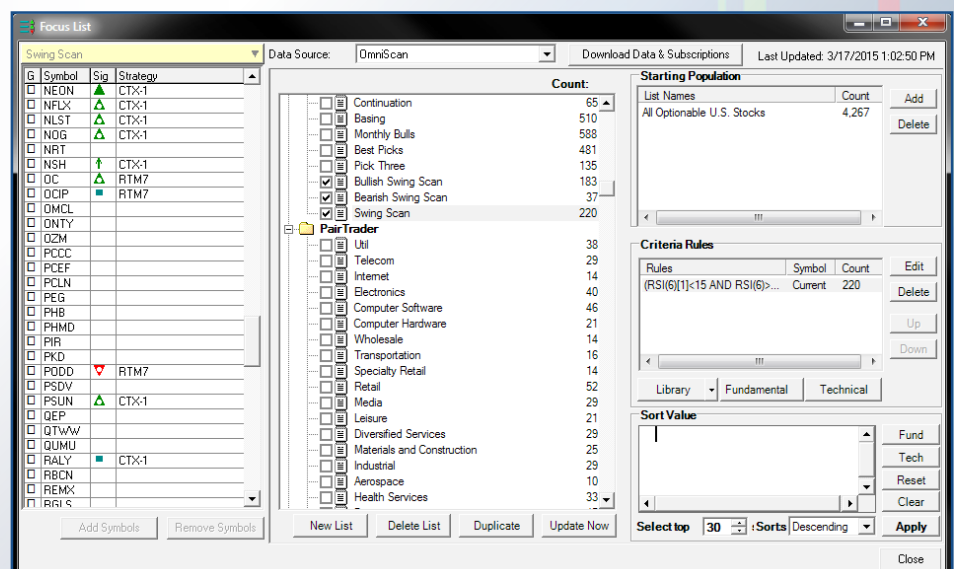 Focus List
Swing Scan
Data Source: OmniScan Download Data & Subscriptions Last Updated: 3/17/2015 1:02:50 PM
G Symbol Sig Strategy
NEON CTX-1
NFLX CTX-1
NLST CTX-1
NOG CTX-1
NRT
NSH CTX-1
OC RTM7
OCIP RTM7
OMCL
ONTY
OZM
PCCC
PCEF
PCLN
PEG
PHB
PHMD
PIR
PKD
PODD RTM7
PSDV
PSUN CTX-1
QEP
QTWW
QUMU
RALY CTX-1
RBCN
REMX
RGLS
Add Symbols Remove Symbols
Count:
Continuation 65
Basing 510
Monthly Bulls 588
Best Picks 481
Pick Three 135
Bullish Swing Scan 183
Bearish Swing Scan 37
Swing Scan 220
PairTrader
Util 38
Telecom 29
Internet 14
Electronics 40
Computer Software 46
Computer Hardware 21
Wholesale 14
Transportation 16
Specialty Retail 14
Retail 52
Media 29
Leisure 21
Diversified Services 29
Materials and Construction 25
Industrial 29
Aerospace 10
Health Services 33
New List Delete List Duplicate Update Now
Starting Population
List Names Count
All Optionable U.S. Stocks 4,267
Add
Delete
Criteria Rules
Rules Symbol Count
(RSI(6)[1]<15 AND RSI(6)>... Current 220
Edit
Delete
Up
Down
Library Fundamental Technical
Sort Value
Fund
Tech
Reset
Clear
Select top 30 : Sorts Descending Apply
Close